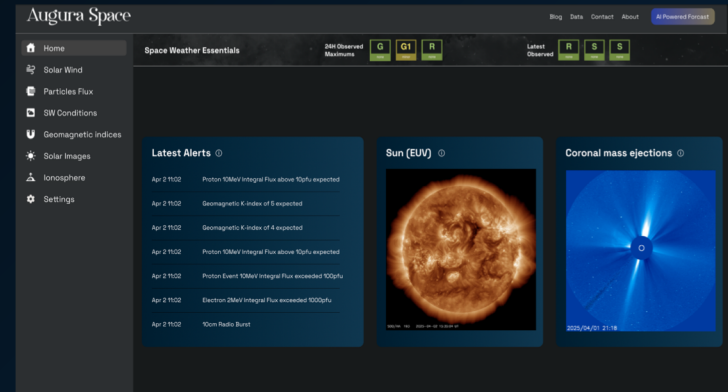 Augura Space
Blog Data Contact About AI Powered Forcast
Home
Solar Wind
Particles Flux
SW Conditions
Geomagnetic indices
Solar Images
Ionosphere
Settings
Space Weather Essentials
24H Observed
Maximums
G G1 R
Latest
Observed
R S S
Latest Alerts
Apr 2 11:02 Proton 10MeV Integral Flux above 10pfu expected
Apr 2 11:02 Geomagnetic K-index of 5 expected
Apr 2 11:02 Geomagnetic K-index of 4 expected
Apr 2 11:02 Proton 10MeV Integral Flux above 10pfu expected
Apr 2 11:02 Proton Event 10MeV Integral Flux exceeded 100pfu
Apr 2 11:02 Electron 2MeV Integral Flux exceeded 1000pfu
Apr 2 11:02 10cm Radio Burst
Sun (EUV)
Coronal mass ejections
2025/04/01 21:18